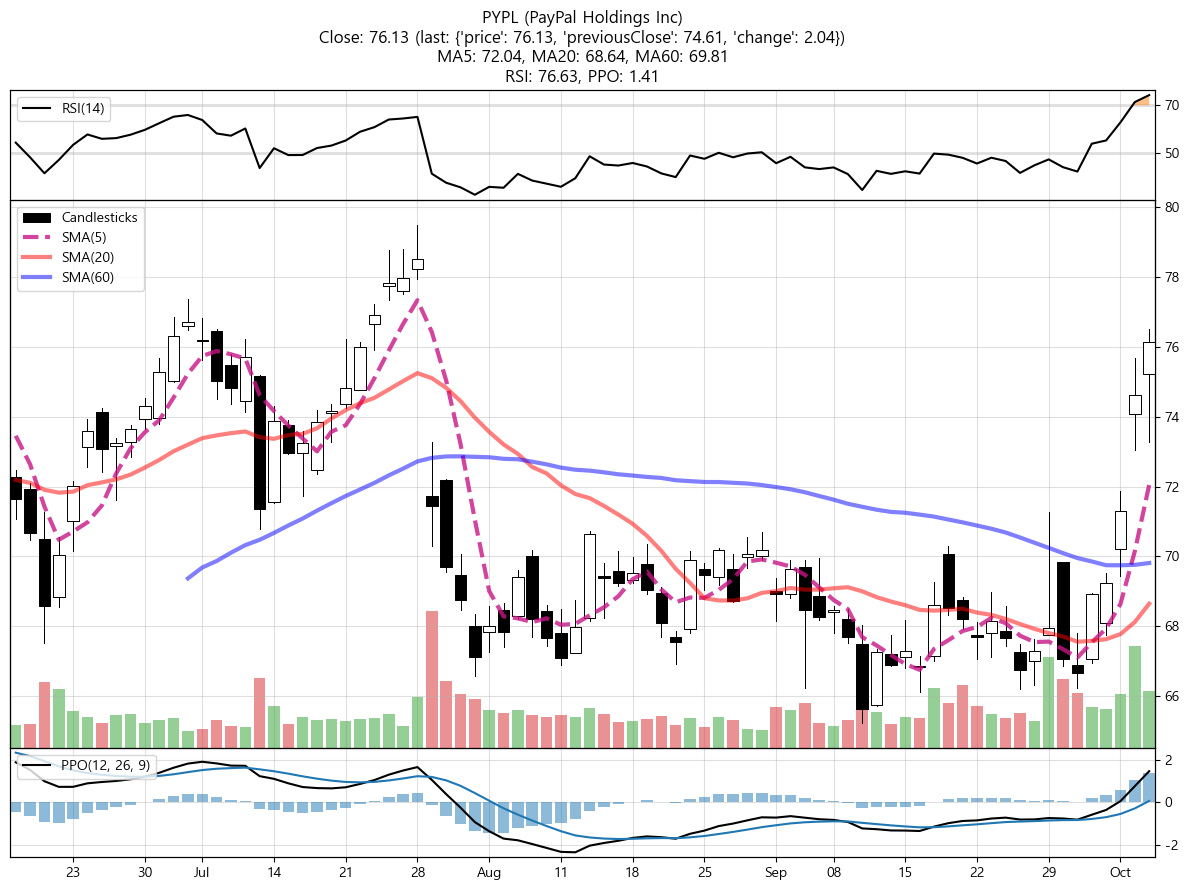 PYPL (PayPal Holdings Inc)
Close: 76.13 (last: {'price': 76.13, 'previousClose': 74.61, 'change': 2.04})
MA5: 72.04, MA20: 68.64, MA60: 69.81
RSI: 76.63, PPO: 1.41
RSI(14)
70
50
Candlesticks
SMA(5)
SMA(20)
SMA(60)
80
78
76
74
72
70
68
66
PPO(12, 26, 9)
2
0
-2
23 30 Jul 14 21 28 Aug 11 18 25 Sep 08 15 22 29 Oct